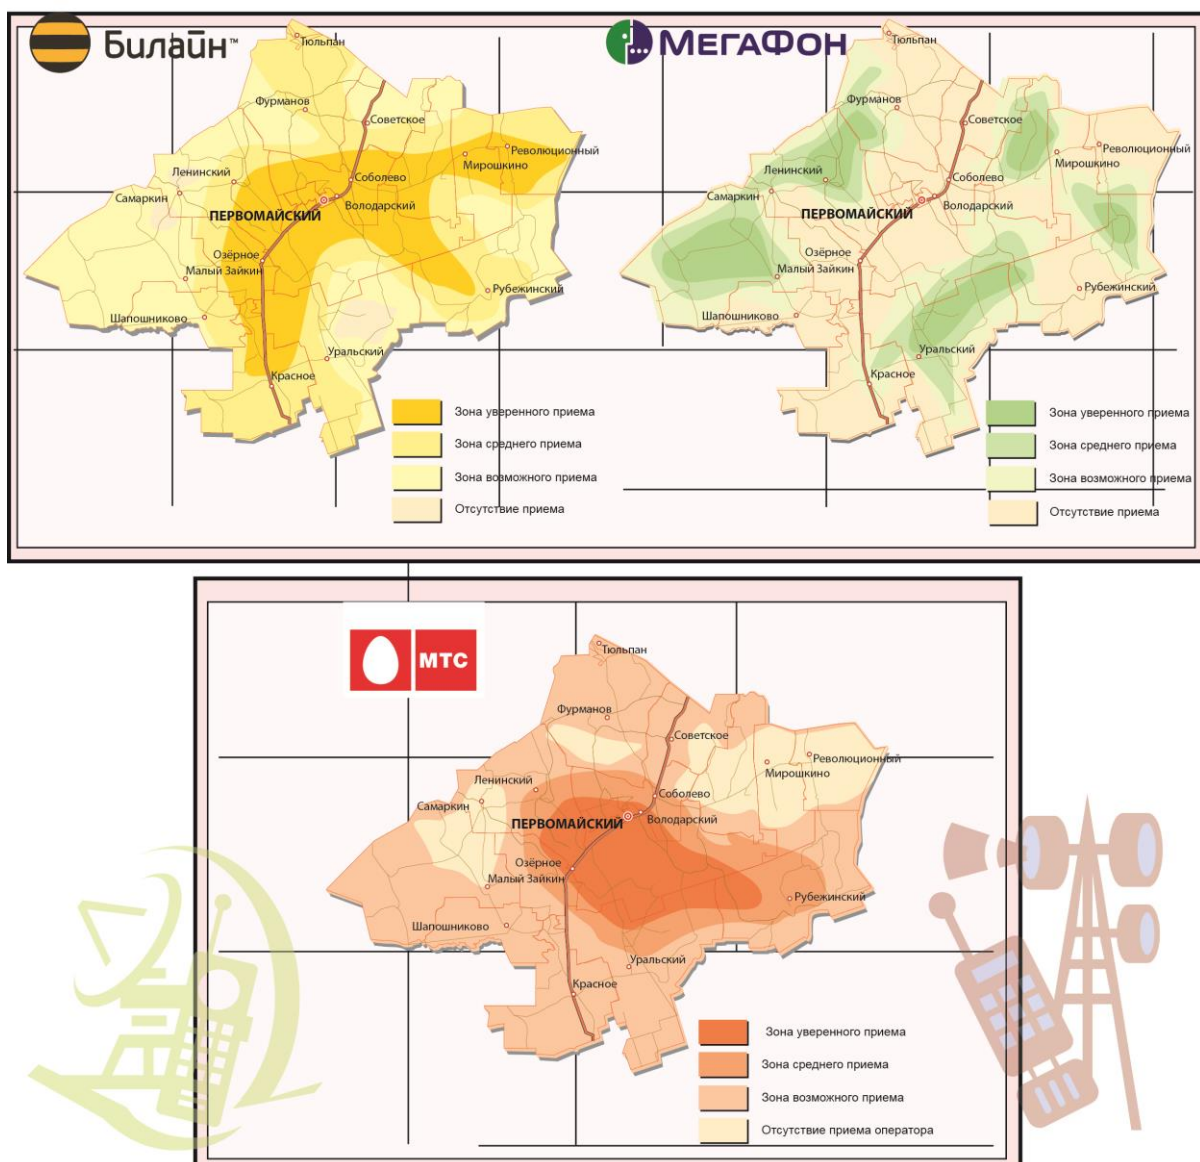 Билайн™
Тюльпан
Фурманов
Советское
Революционный
Мирошкино
Ленинский
Соболево
Самаркин
Володарский
ПЕРВОМАЙСКИЙ
Озёрное
Малый Зайкин
Рубежинский
Шапошниково
Уральский
Красное
Зона уверенного приема
Зона среднего приема
Зона возможного приема
Отсутствие приема
МЕГАФОН
Тюльпан
Фурманов
Советское
Революционный
Мирошкино
Ленинский
Соболево
Самаркин
Володарский
ПЕРВОМАЙСКИЙ
Озёрное
Малый Зайкин
Рубежинский
Шапошниково
Уральский
Красное
Зона уверенного приема
Зона среднего приема
Зона возможного приема
Отсутствие приема
МТС
Тюльпан
Фурманов
Советское
Революционный
Мирошкино
Ленинский
Соболево
Самаркин
Володарский
ПЕРВОМАЙСКИЙ
Озёрное
Малый Зайкин
Рубежинский
Шапошниково
Уральский
Красное
Зона уверенного приема
Зона среднего приема
Зона возможного приема
Отсутствие приема оператора